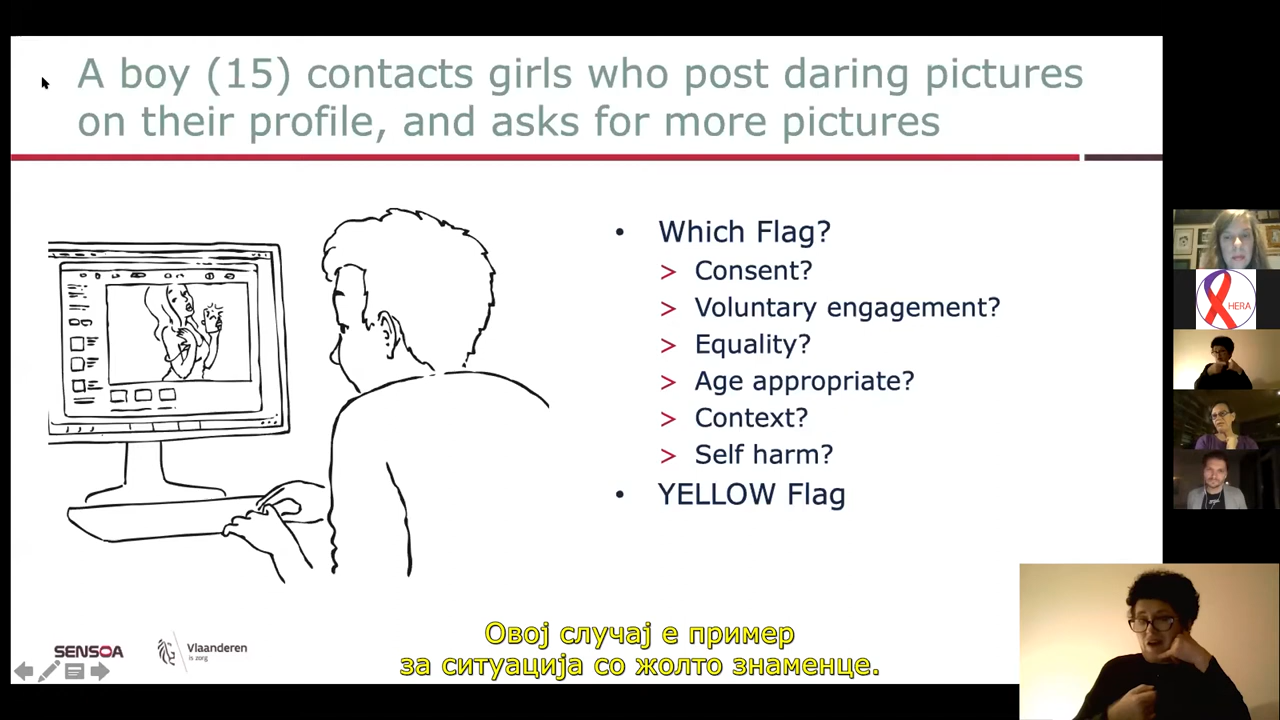 A boy (15) contacts girls who post daring pictures
on their profile, and asks for more pictures
• Which Flag?
> Consent?
> Voluntary engagement?
> Equality?
> Age appropriate?
> Context?
> Self harm?
• YELLOW Flag
HERA
SENSOA
Vlaanderen
is zorg
Овој случај е пример
за ситуација со жолто знаменце.